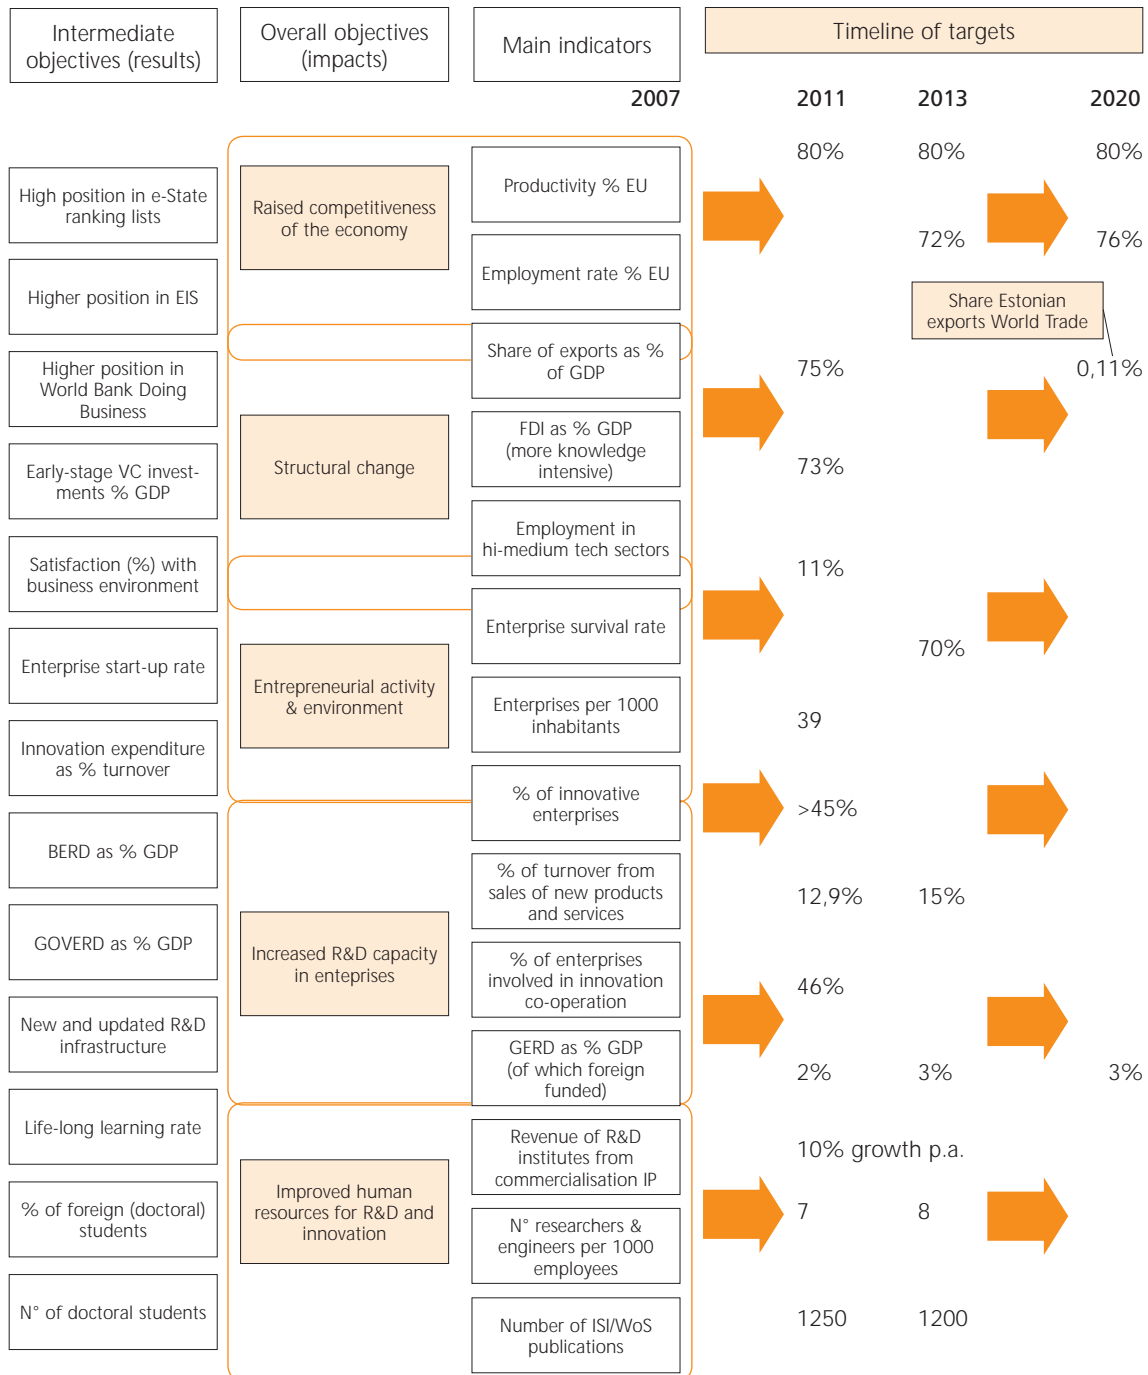 Intermediate
objectives (results)
Overall objectives
(impacts)
Main indicators
Timeline of targets
2007
2011
2013
2020
High position in e-State
ranking lists
Higher position in EIS
Higher position in
World Bank Doing
Business
Early-stage VC invest-
ments % GDP
Satisfaction (%) with
business environment
Enterprise start-up rate
Innovation expenditure
as % turnover
BERD as % GDP
GOVERD as % GDP
New and updated R&D
infrastructure
Life-long learning rate
% of foreign (doctoral)
students
N° of doctoral students
Raised competitiveness
of the economy
Structural change
Entrepreneurial activity
& environment
Increased R&D capacity
in enteprises
Improved human
resources for R&D and
innovation
Productivity % EU
Employment rate % EU
Share of exports as %
of GDP
FDI as % GDP
(more knowledge
intensive)
Employment in
hi-medium tech sectors
Enterprise survival rate
Enterprises per 1000
inhabitants
% of innovative
enterprises
% of turnover from
sales of new products
and services
% of enterprises
involved in innovation
co-operation
GERD as % GDP
(of which foreign
funded)
Revenue of R&D
institutes from
commercialisation IP
N° researchers &
engineers per 1000
employees
Number of ISI/WoS
publications
80%
80%
80%
72%
76%
Share Estonian
exports World Trade
75%
0,11%
73%
11%
70%
39
>45%
12,9%
15%
46%
2%
3%
3%
10% growth p.a.
7
8
1250
1200